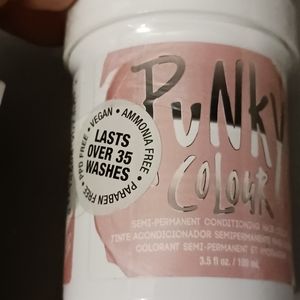 PUNKY
COLOUR
SEMI-PERMANENT CONDITIONING HAIR
TINTE ACONDICIONADOR SEMIPERMANENTE
COLORANT SEMI-PERMANENT ET
3.5 fl. oz. / 100 mL
PPD FREE • VEGAN • AMMONIA FREE • PARABEN FREE •
LASTS
OVER 35
WASHES